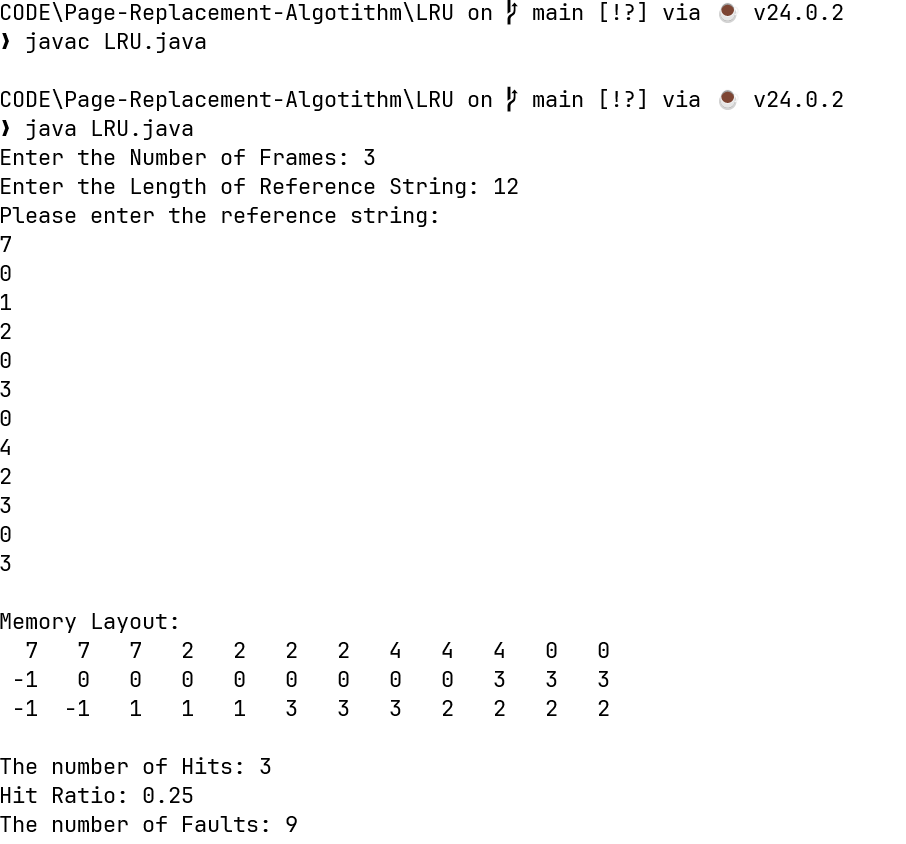 CODE\Page-Replacement-Algotithm\LRU on main [!?] via ☕ v24.0.2
❱ javac LRU.java
CODE\Page-Replacement-Algotithm\LRU on main [!?] via ☕ v24.0.2
❱ java LRU.java
Enter the Number of Frames: 3
Enter the Length of Reference String: 12
Please enter the reference string:
7
0
1
2
0
3
0
4
2
3
0
3
Memory Layout:
7 7 7 2 2 2 2 4 4 4 0 0
-1 0 0 0 0 0 0 0 0 3 3 3
-1 -1 1 1 1 3 3 3 2 2 2 2
The number of Hits: 3
Hit Ratio: 0.25
The number of Faults: 9